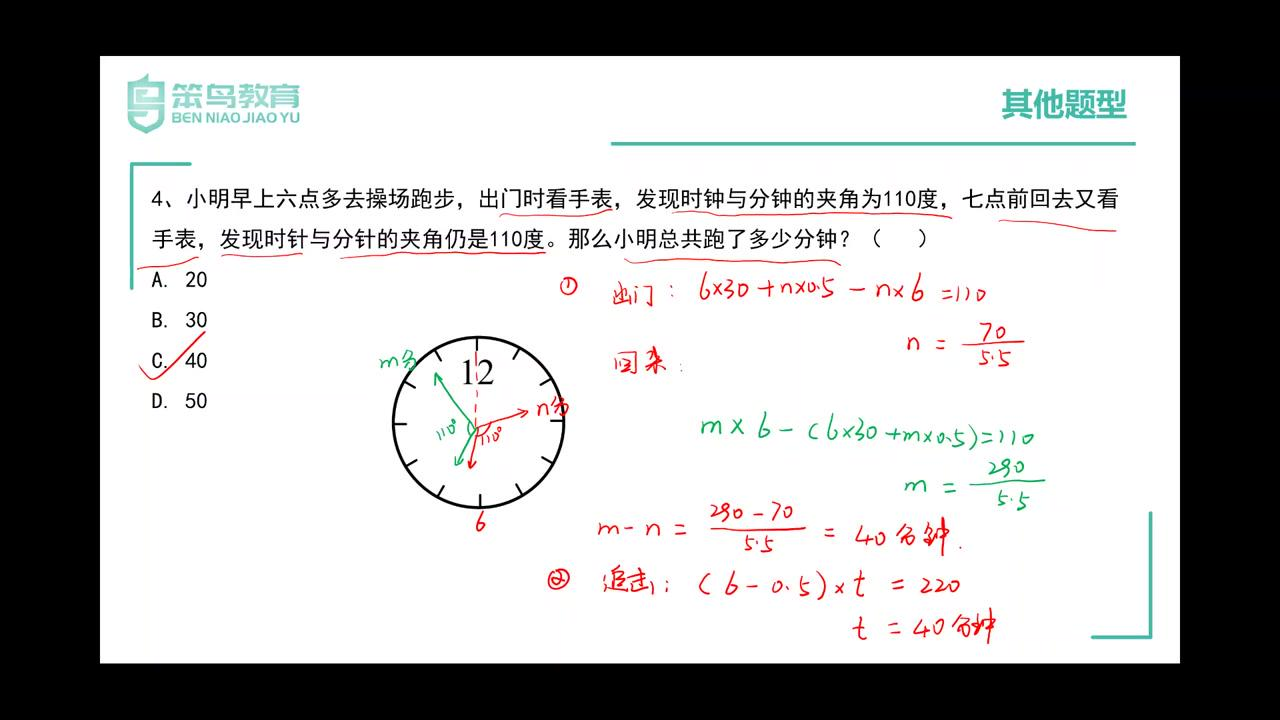 笨鸟教育
BEN NIAO JIAO YU
其他题型
4、小明早上六点多去操场跑步，出门时看手表，发现时钟与分钟的夹角为110度，七点前回去又看
手表，发现时针与分针的夹角仍是110度。那么小明总共跑了多少分钟？（ ）
A. 20
B. 30
C. 40
D. 50
① 出门：6×30+n×0.5-n×6=110
n = 70/5.5
回来：
m×6-(6×30+m×0.5)=110
m = 290/5.5
m-n = 290-70/5.5 = 40分钟.
② 追击：(6-0.5)×t = 220
t = 40分钟
m分
12
n分
110°
110°
6